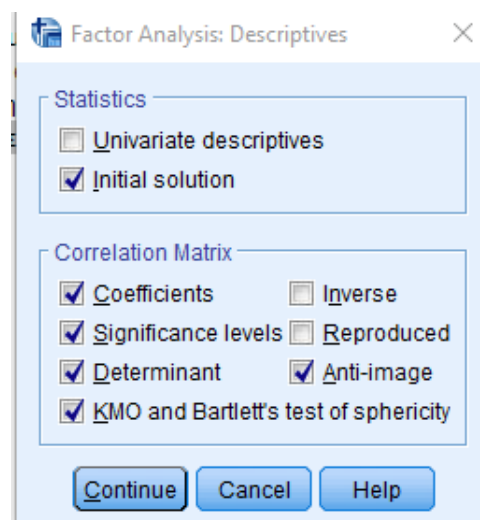 Factor Analysis: Descriptives
Statistics
Univariate descriptives
Initial solution
Correlation Matrix
Coefficients Inverse
Significance levels Reproduced
Determinant Anti-image
KMO and Bartlett's test of sphericity
Continue Cancel Help